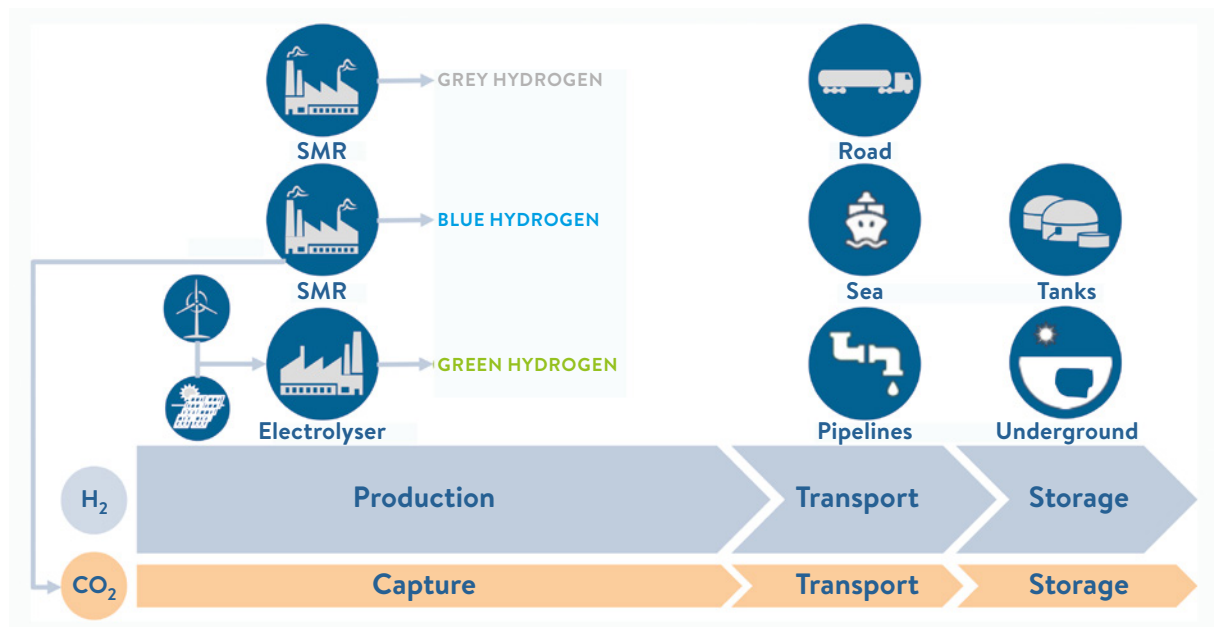 GREY HYDROGEN
SMR
Road
BLUE HYDROGEN
SMR
Sea
Tanks
GREEN HYDROGEN
Electrolyser
Pipelines
Underground
H₂
Production
Transport
Storage
CO₂
Capture
Transport
Storage